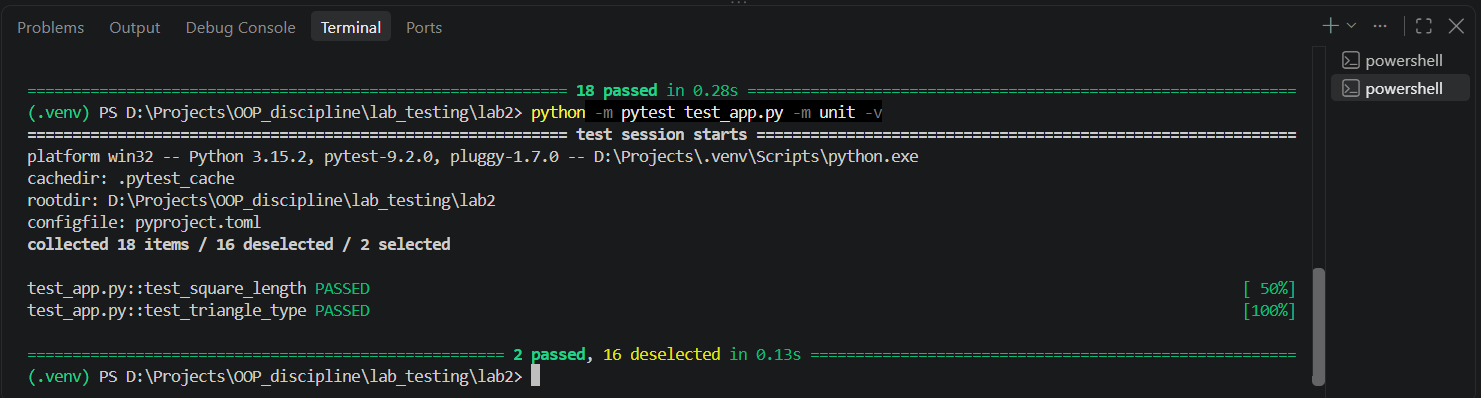 Problems Output Debug Console Terminal Ports
powershell
powershell
============================================================ 18 passed in 0.28s =============================================================
(.venv) PS D:\Projects\OOP_discipline\lab_testing\lab2> python -m pytest test_app.py -m unit -v
============================================================ test session starts ============================================================
platform win32 -- Python 3.15.2, pytest-9.2.0, pluggy-1.7.0 -- D:\Projects\.venv\Scripts\python.exe
cachedir: .pytest_cache
rootdir: D:\Projects\OOP_discipline\lab_testing\lab2
configfile: pyproject.toml
collected 18 items / 16 deselected / 2 selected
test_app.py::test_square_length PASSED [ 50%]
test_app.py::test_triangle_type PASSED [100%]
===================================================== 2 passed, 16 deselected in 0.13s ======================================================
(.venv) PS D:\Projects\OOP_discipline\lab_testing\lab2>